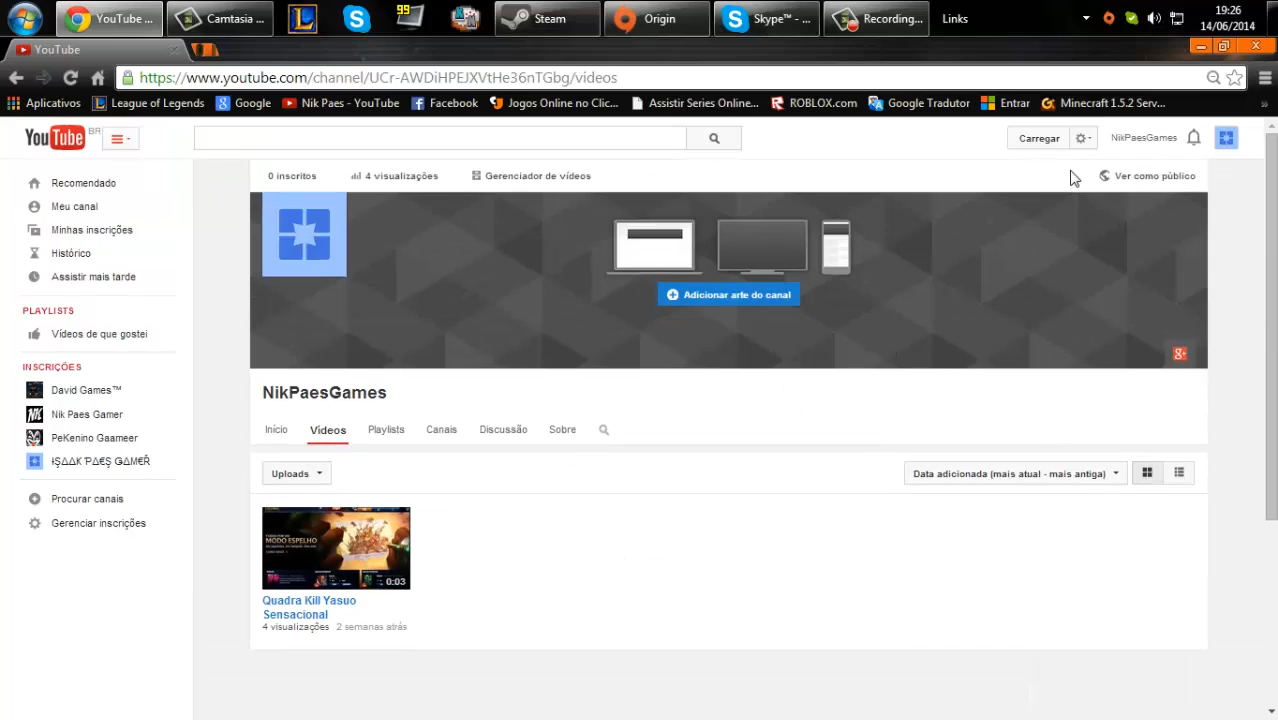 YouTube ...
Camtasia ...
99
Steam
Origin
Skype™ - ...
Recording...
Links
19:26
14/06/2014
YouTube
https://www.youtube.com/channel/UCr-AWDiHPEJXVtHe36nTGbg/videos
Aplicativos
League of Legends
Google
Nik Paes - YouTube
Facebook
Jogos Online no Clic...
Assistir Series Online...
ROBLOX.com
Google Tradutor
Entrar
Minecraft 1.5.2 Serv...
»
YouTube BR
Carregar
NikPaesGames
0 inscritos
4 visualizações
Gerenciador de vídeos
Ver como público
Recomendado
Meu canal
Minhas inscrições
Histórico
Assistir mais tarde
PLAYLISTS
Vídeos de que gostei
INSCRIÇÕES
David Games™
Nik Paes Gamer
PeKenino Gaameer
Procurar canais
Gerenciar inscrições
Adicionar arte do canal
NikPaesGames
Início
Vídeos
Playlists
Canais
Discussão
Sobre
Uploads
Data adicionada (mais atual - mais antiga)
MODO ESPELHO
0:03
Quadra Kill Yasuo
Sensacional
4 visualizações 2 semanas atrás